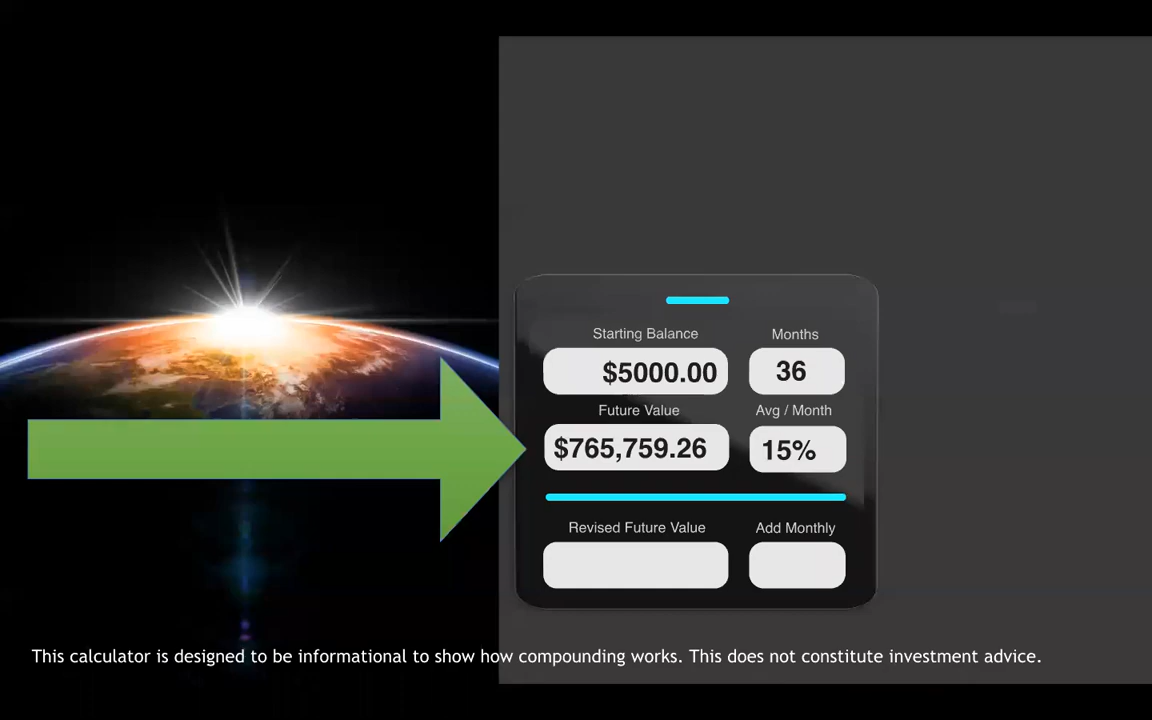 Starting Balance Months
$5000.00 36
Future Value Avg / Month
$765,759.26 15%
Revised Future Value Add Monthly
This calculator is designed to be informational to show how compounding works. This does not constitute investment advice.